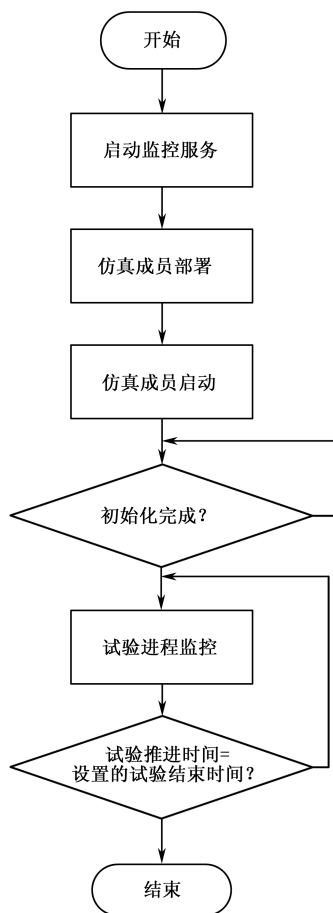 开始
启动监控服务
仿真成员部署
仿真成员启动
初始化完成？
试验进程监控
试验推进时间=
设置的试验结束时间？
结束